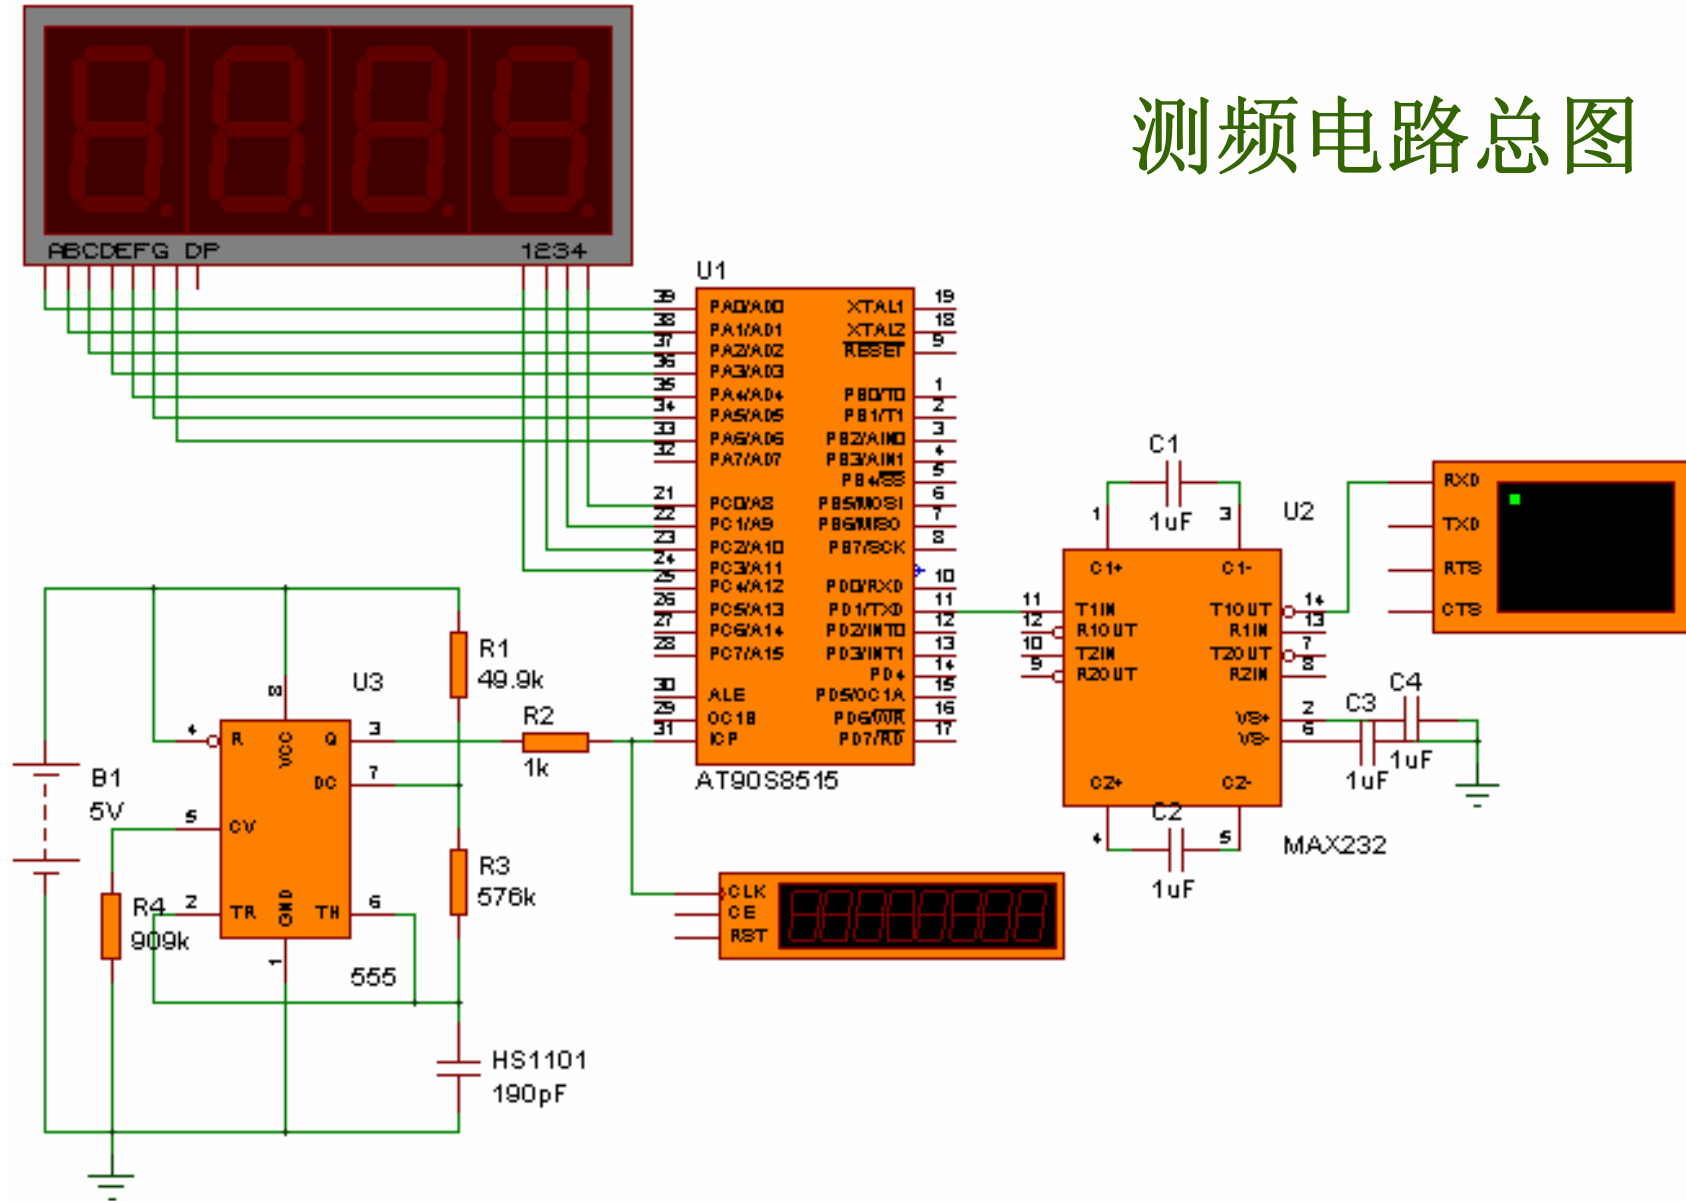 测频电路总图
ABCDEFG DP
1234
U1
39 PA0/AD0
38 PA1/AD1
37 PA2/AD2
36 PA3/AD3
35 PA4/AD4
34 PA5/AD5
33 PA6/AD6
32 PA7/AD7
21 PC0/A8
22 PC1/A9
23 PC2/A10
24 PC3/A11
25 PC4/A12
26 PC5/A13
27 PC6/A14
28 PC7/A15
30 ALE
29 OC1B
31 ICP
XTAL1 19
XTAL2 18
RESET 9
PB0/T0 1
PB1/T1 2
PB2/AIN0 3
PB3/AIN1 4
PB4/SS 5
PB5/MOSI 6
PB6/MISO 7
PB7/SCK 8
PD0/RXD 10
PD1/TXD 11
PD2/INT0 12
PD3/INT1 13
PD4 14
PD5/OC1A 15
PD6/WR 16
PD7/RD 17
AT90S8515
C1
1uF
1
3
U2
C1+
C1-
11 T1IN
12 R1OUT
10 T2IN
9 R2OUT
T1OUT 14
R1IN 13
T2OUT 7
R2IN 8
VS+ 2
VS- 6
C2+
C2-
4
5
C2
1uF
MAX232
C3
1uF
C4
1uF
RXD
TXD
RTS
CTS
B1
5V
U3
8
4 R
VCC
Q 3
DC 7
5 CV
2 TR
GND
TH 6
1
555
R1
49.9k
R2
1k
R3
576k
R4
909k
HS1101
190pF
CLK
CE
RST